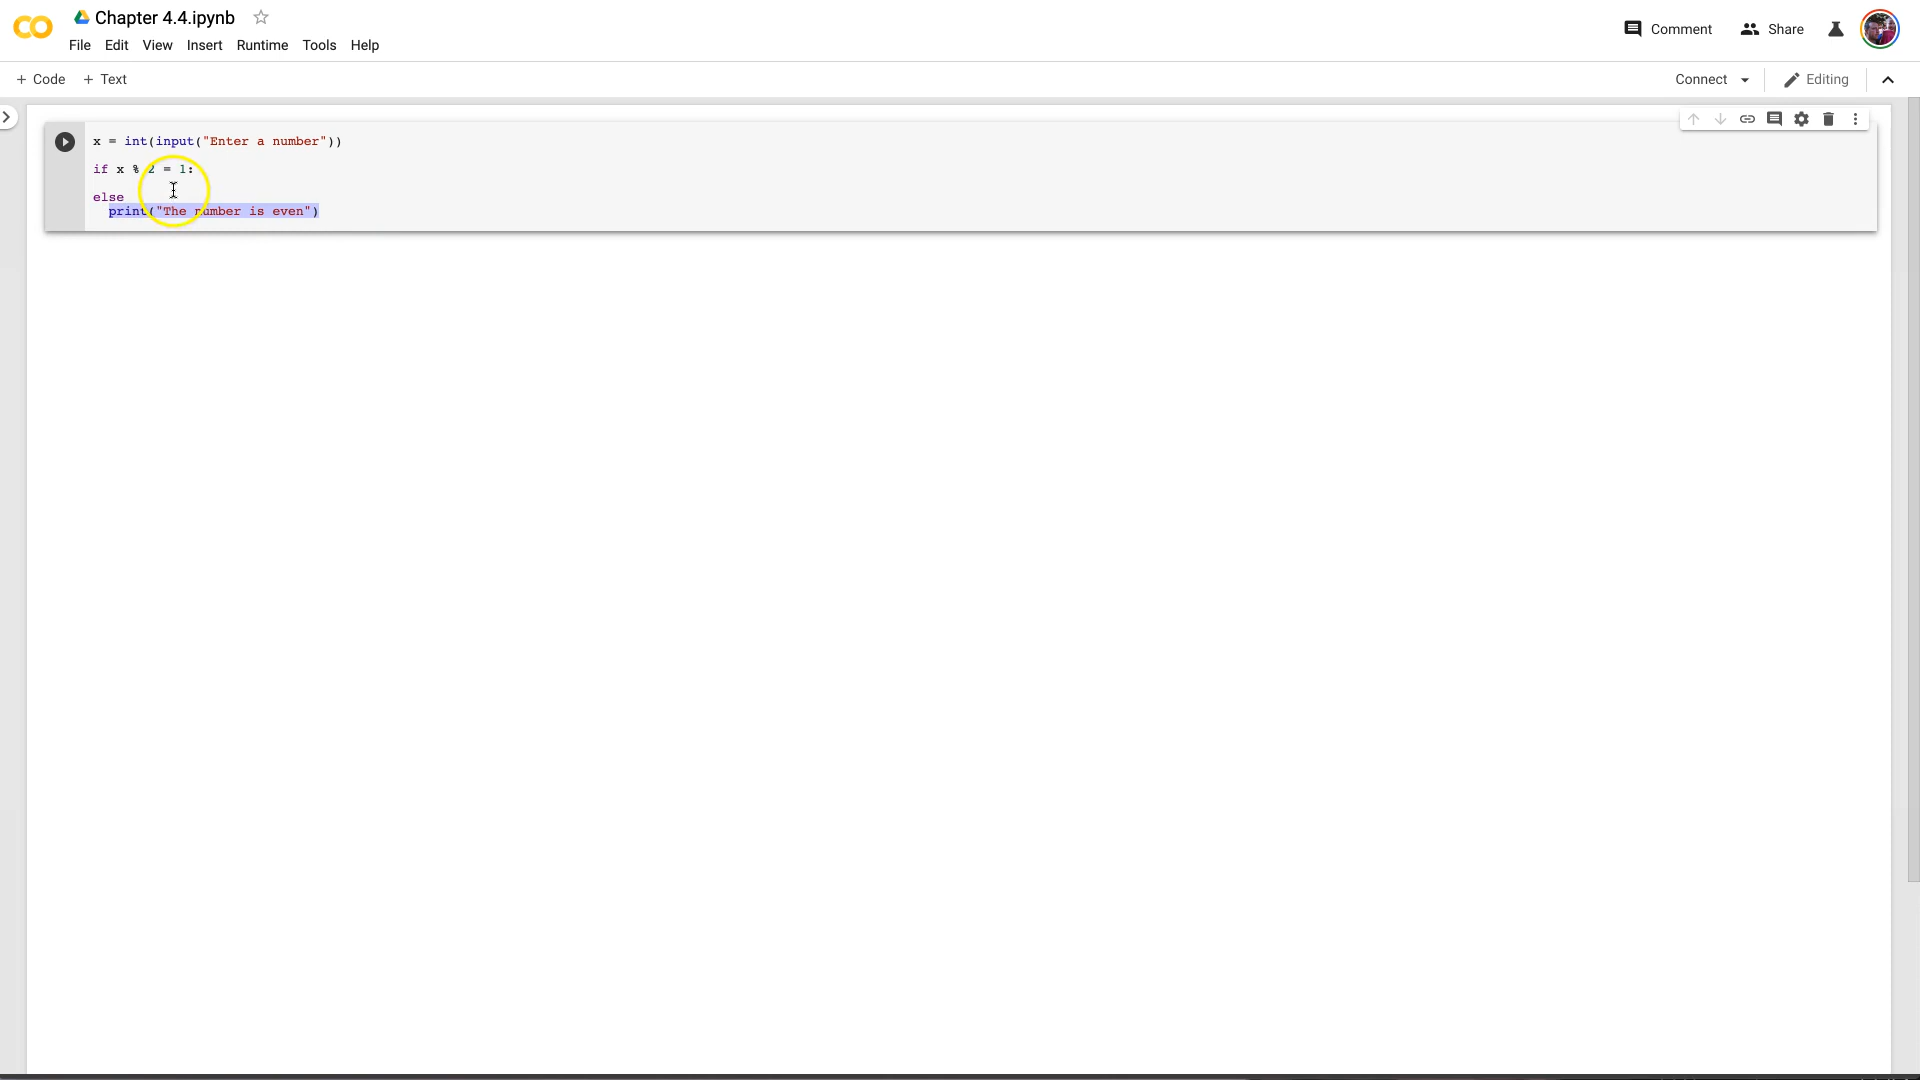 CO Chapter 4.4.ipynb
File Edit View Insert Runtime Tools Help
Comment Share
+ Code + Text
Connect Editing
x = int(input("Enter a number"))
if x % 2 = 1:
else
print("The number is even")